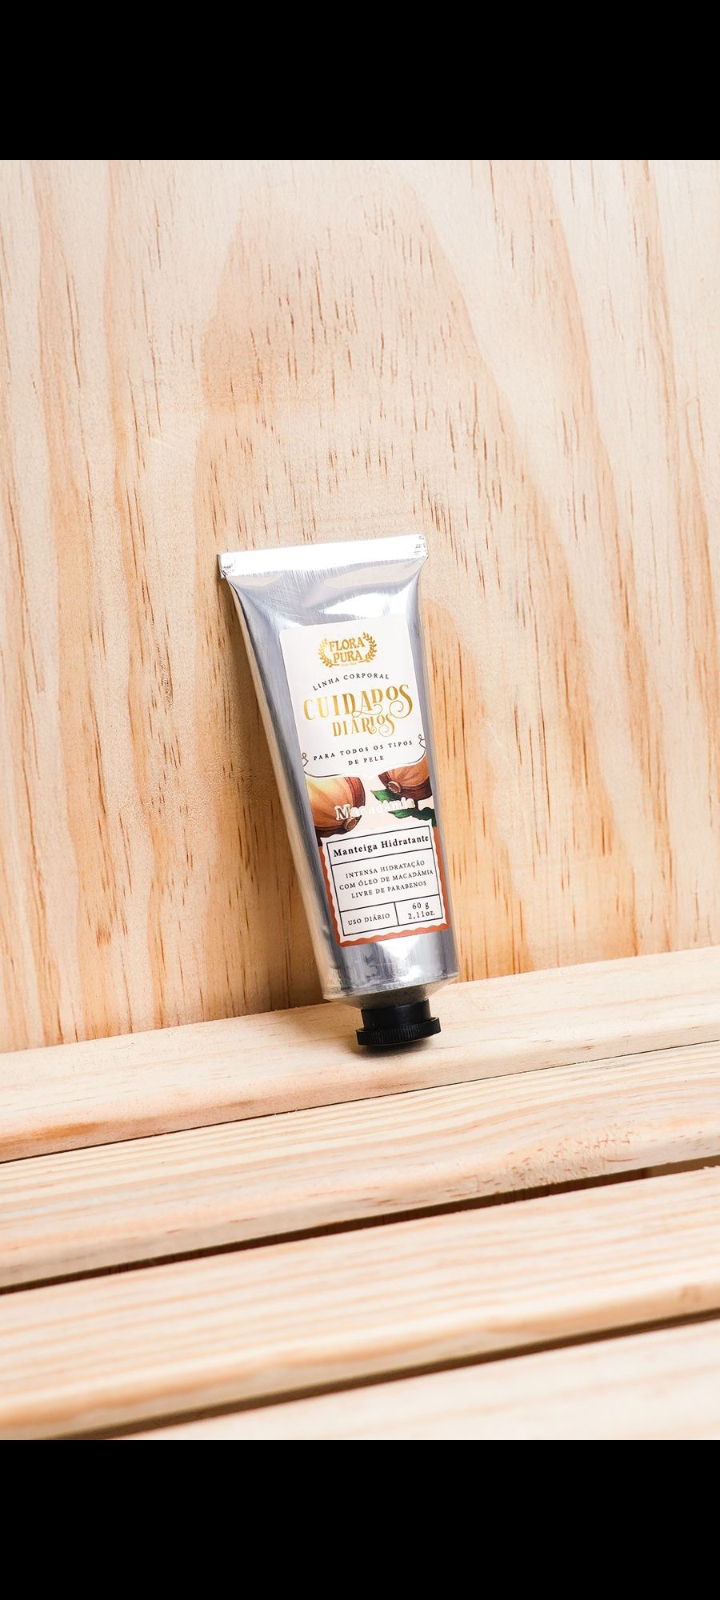 FLORA
PURA
LINHA CORPORAL
CUIDADOS
DIÁRIOS
PARA TODOS OS TIPOS
DE PELE
Macadâmia
Manteiga Hidratante
INTENSA HIDRATAÇÃO
COM ÓLEO DE MACADÂMIA
LIVRE DE PARABENOS
USO DIÁRIO
60 g
2.11oz.